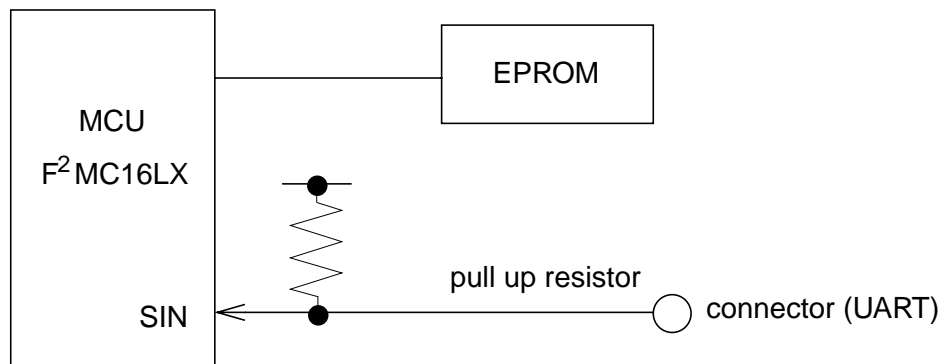 EPROM
MCU
F²MC16LX
pull up resistor
SIN
connector (UART)